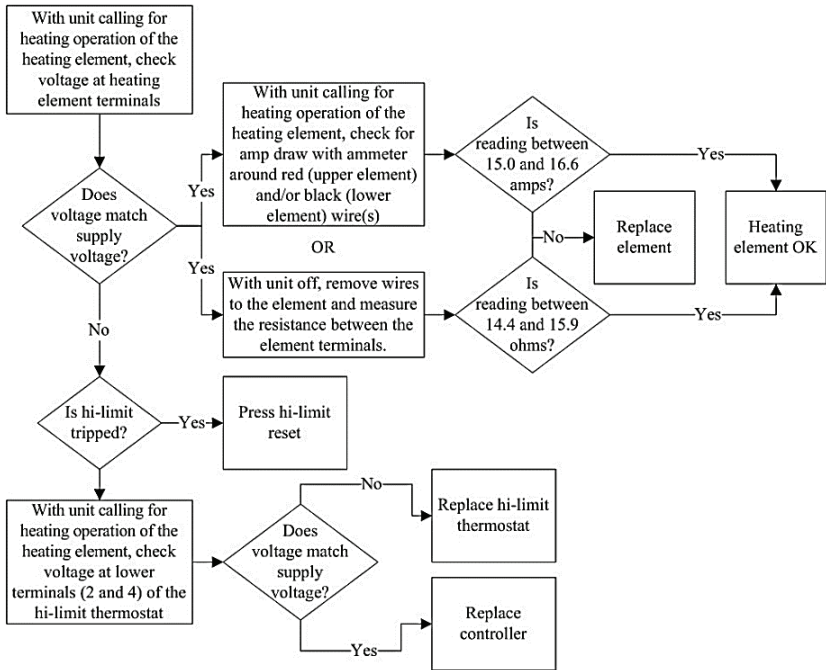 With unit calling for
heating operation of the
heating element, check
voltage at heating
element terminals
Does
voltage match
supply
voltage?
Yes
Yes
With unit calling for
heating operation of the
heating element, check for
amp draw with ammeter
around red (upper element)
and/or black (lower
element) wire(s)
OR
With unit off, remove wires
to the element and measure
the resistance between the
element terminals.
Is
reading between
15.0 and 16.6
amps?
Yes
No
Replace
element
Heating
element OK
Is
reading between
14.4 and 15.9
ohms?
Yes
No
Is hi-limit
tripped?
Yes
Press hi-limit
reset
With unit calling for
heating operation of the
heating element, check
voltage at lower
terminals (2 and 4) of the
hi-limit thermostat
Does
voltage match
supply
voltage?
No
Replace hi-limit
thermostat
Yes
Replace
controller